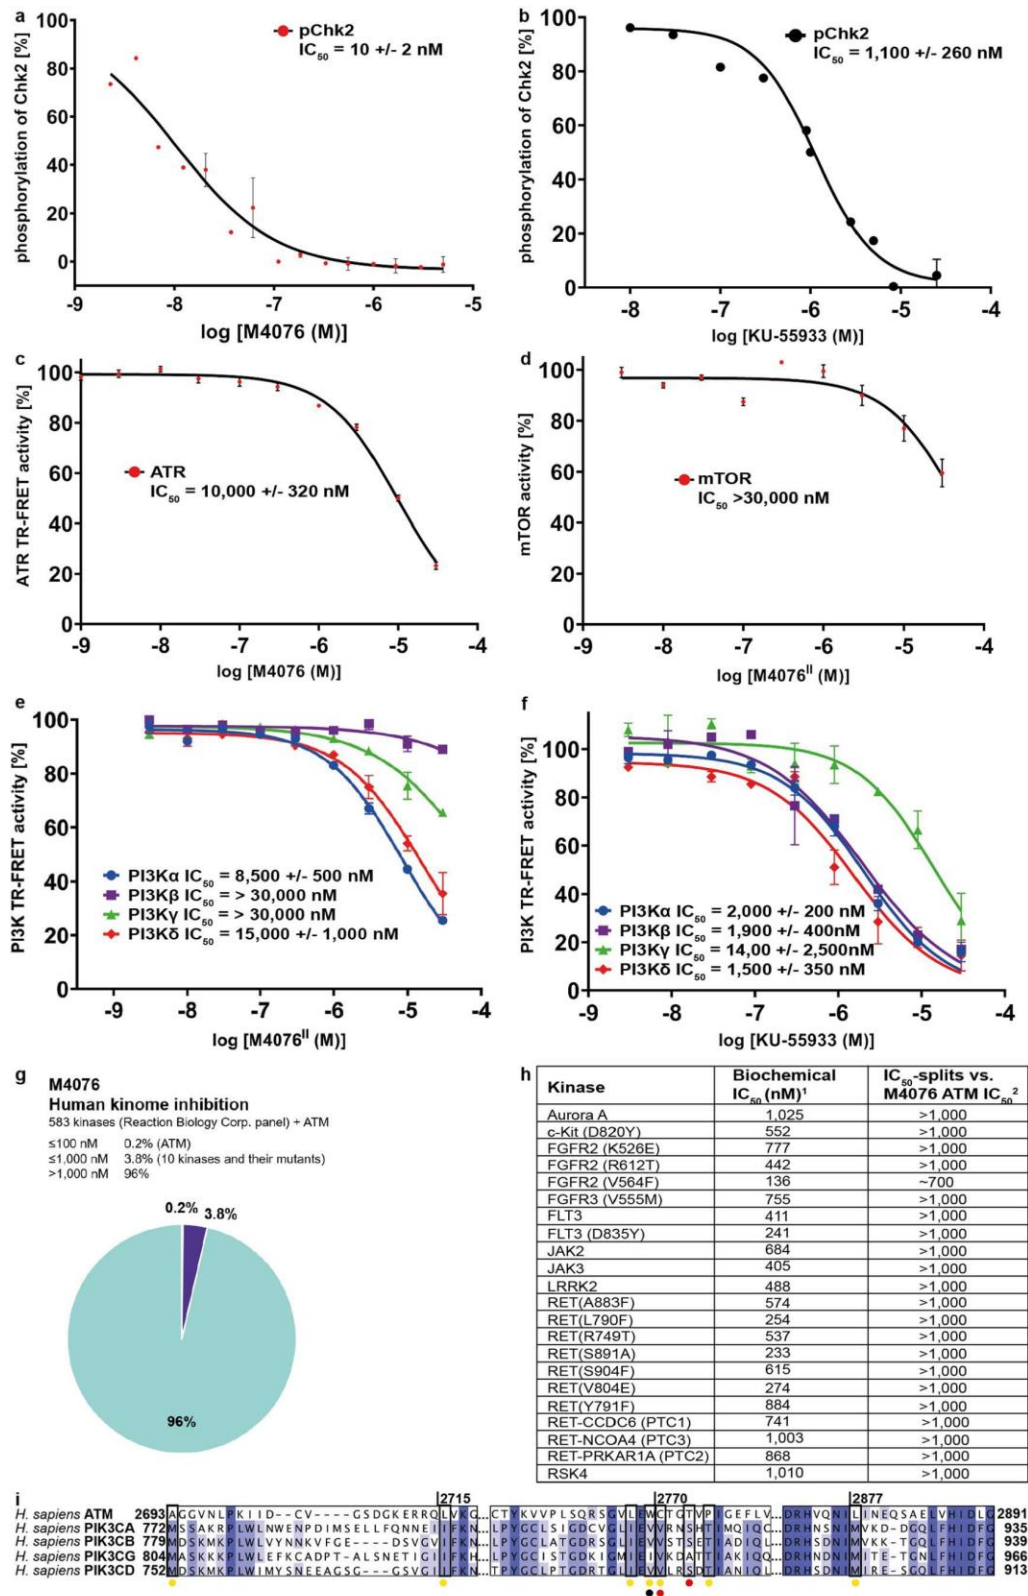 a
100
80
60
40
20
0
phosphorylation of Chk2 [%]
pChk2
IC50 = 10 +/- 2 nM
-9 -8 -7 -6 -5 -4
log [M4076 (M)]
b
100
80
60
40
20
0
phosphorylation of Chk2 [%]
pChk2
IC50 = 1,100 +/- 260 nM
-8 -7 -6 -5 -4
log [KU-55933 (M)]
c
100
80
60
40
20
0
ATR TR-FRET activity [%]
ATR
IC50 = 10,000 +/- 320 nM
-9 -8 -7 -6 -5 -4
log [M4076 (M)]
d
100
80
60
40
20
0
mTOR activity [%]
mTOR
IC50 >30,000 nM
-9 -8 -7 -6 -5 -4
log [M4076II (M)]
e
100
80
60
40
20
0
PI3K TR-FRET activity [%]
PI3Kα IC50 = 8,500 +/- 500 nM
PI3Kβ IC50 = > 30,000 nM
PI3Kγ IC50 = > 30,000 nM
PI3Kδ IC50 = 15,000 +/- 1,000 nM
-9 -8 -7 -6 -5 -4
log [M4076II (M)]
f
100
80
60
40
20
0
PI3K TR-FRET activity [%]
PI3Kα IC50 = 2,000 +/- 200 nM
PI3Kβ IC50 = 1,900 +/- 400nM
PI3Kγ IC50 = 14,00 +/- 2,500nM
PI3Kδ IC50 = 1,500 +/- 350 nM
-9 -8 -7 -6 -5 -4
log [KU-55933 (M)]
g
M4076
Human kinome inhibition
583 kinases (Reaction Biology Corp. panel) + ATM
≤100 nM 0.2% (ATM)
≤1,000 nM 3.8% (10 kinases and their mutants)
>1,000 nM 96%
0.2% 3.8%
96%
h
Kinase Biochemical IC50 (nM)1 IC50-splits vs. M4076 ATM IC50 2
Aurora A 1,025 >1,000
c-Kit (D820Y) 552 >1,000
FGFR2 (K526E) 777 >1,000
FGFR2 (R612T) 442 >1,000
FGFR2 (V564F) 136 ~700
FGFR3 (V555M) 755 >1,000
FLT3 411 >1,000
FLT3 (D835Y) 241 >1,000
JAK2 684 >1,000
JAK3 405 >1,000
LRRK2 488 >1,000
RET(A883F) 574 >1,000
RET(L790F) 254 >1,000
RET(R749T) 537 >1,000
RET(S891A) 233 >1,000
RET(S904F) 615 >1,000
RET(V804E) 274 >1,000
RET(Y791F) 884 >1,000
RET-CCDC6 (PTC1) 741 >1,000
RET-NCOA4 (PTC3) 1,003 >1,000
RET-PRKAR1A (PTC2) 868 >1,000
RSK4 1,010 >1,000
i
2715 2770 2877
H. sapiens ATM 2693 AGGVNLPKIID--CV----GSDGKERRQLVKG...CTYKVVPLSQRSGVLEWCTGTVPIGEFLV...DRHVQNILINEQSAELVHIDLG 2891
H. sapiens PIK3CA 772 935
H. sapiens PIK3CB 779 939
H. sapiens PIK3CG 804 966
H. sapiens PIK3CD 752 913